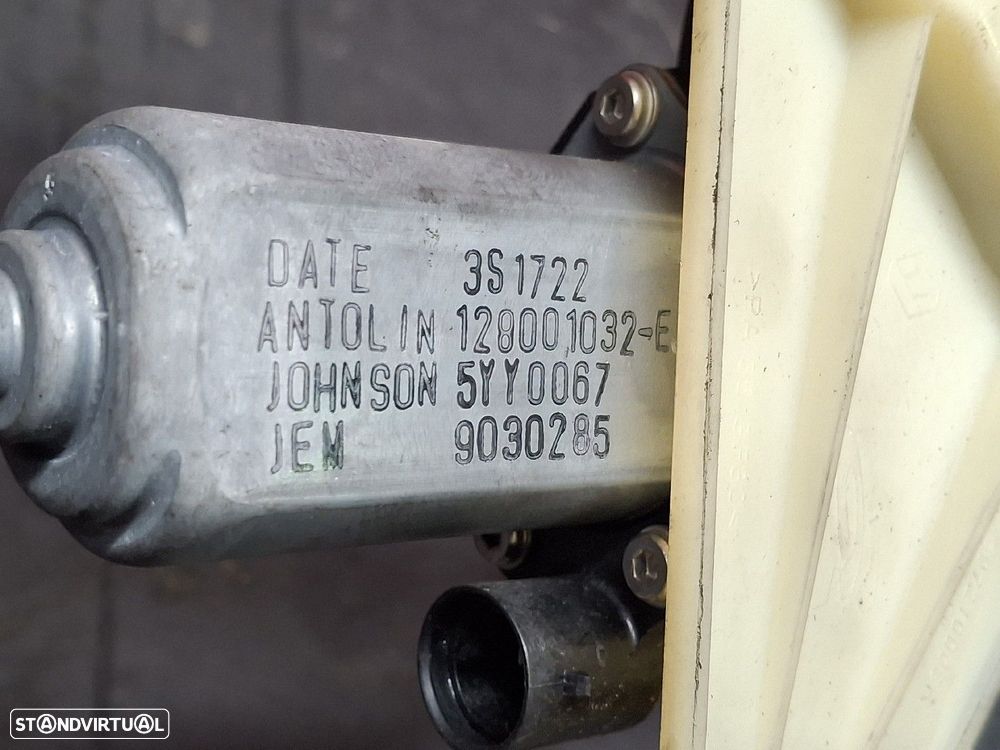 DATE 3S1722
ANTOLIN 128001032-E
JOHNSON 5YY0067
JEM 9030285
STANDVIRTUAL